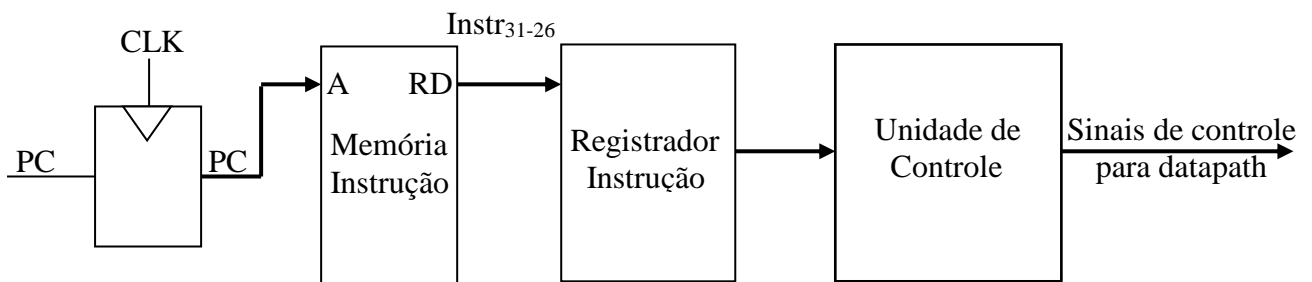 Instr31-26
CLK
A
RD
Memória
Instrução
Registrador
Instrução
Unidade de
Controle
Sinais de controle
para datapath
PC
PC